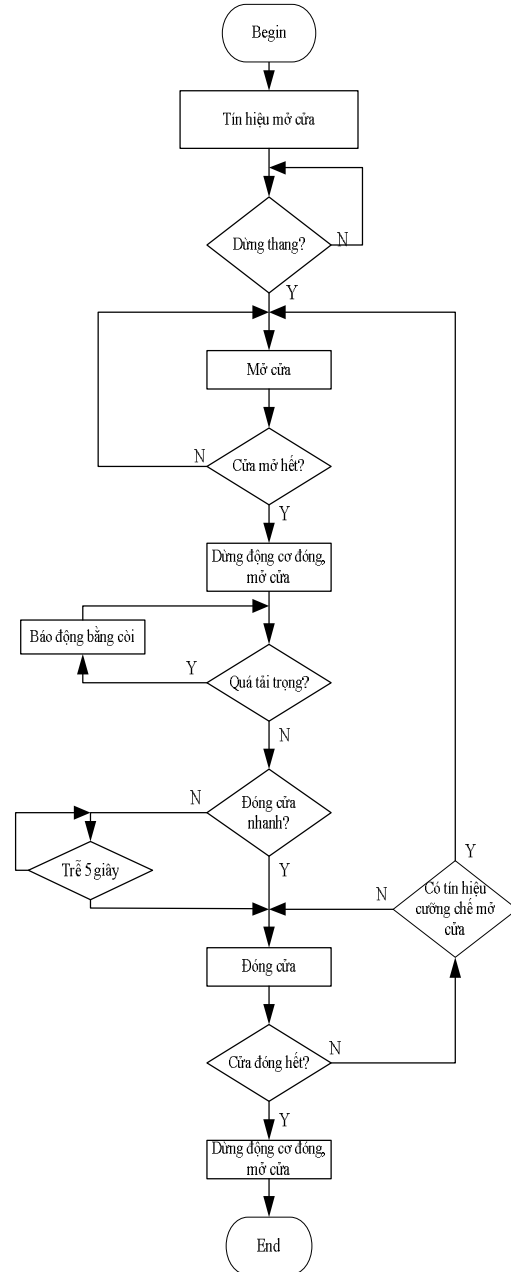 Begin
Tín hiệu mở cửa
Dừng thang?
N
Y
Mở cửa
N
Cửa mở hết?
Y
Dừng động cơ đóng,
mở cửa
Báo động bằng còi
Y
Quá tải trọng?
N
N
Đóng cửa
nhanh?
Y
Trễ 5 giây
Y
N
Có tín hiệu
cưỡng chế mở
cửa
Đóng cửa
Cửa đóng hết?
N
Y
Dừng động cơ đóng,
mở cửa
End